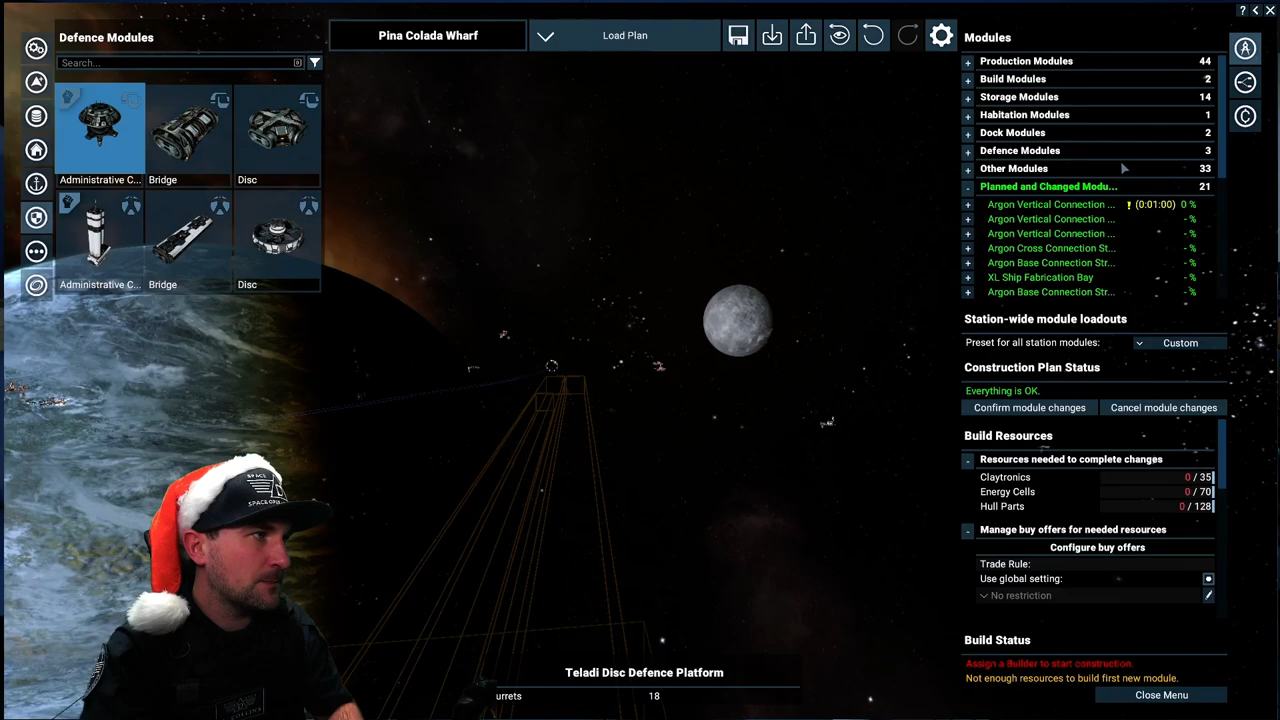 ? < X
Defence Modules
Pina Colada Wharf
Load Plan
Search...
Administrative C...
Bridge
Disc
Administrative C...
Bridge
Disc
Modules
Production Modules 44
Build Modules 2
Storage Modules 14
Habitation Modules 1
Dock Modules 2
Defence Modules 3
Other Modules 33
Planned and Changed Modu... 21
Argon Vertical Connection ... ! (0:01:00) 0 %
Argon Vertical Connection ... - %
Argon Vertical Connection ... - %
Argon Cross Connection St... - %
Argon Base Connection Str... - %
XL Ship Fabrication Bay - %
Argon Base Connection Str... - %
Station-wide module loadouts
Preset for all station modules: Custom
Construction Plan Status
Everything is OK.
Confirm module changes Cancel module changes
Build Resources
Resources needed to complete changes
Claytronics 0 / 35
Energy Cells 0 / 70
Hull Parts 0 / 128
Manage buy offers for needed resources
Configure buy offers
Trade Rule:
Use global setting:
No restriction
Build Status
Assign a Builder to start construction.
Not enough resources to build first new module.
Close Menu
Teladi Disc Defence Platform
urrets 18
SPACE